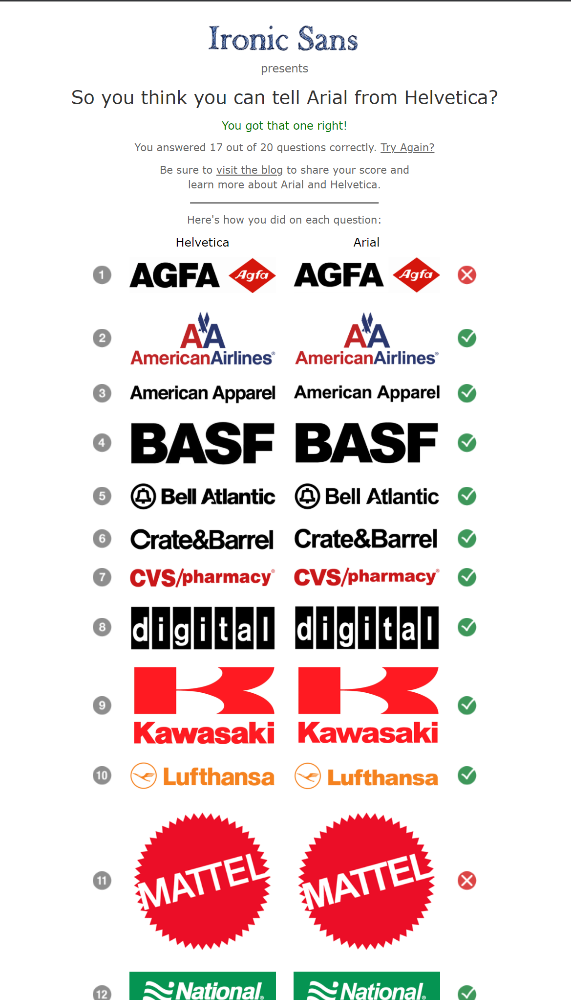 Ironic Sans
presents
So you think you can tell Arial from Helvetica?
You got that one right!
You answered 17 out of 20 questions correctly. Try Again?
Be sure to visit the blog to share your score and
learn more about Arial and Helvetica.
Here's how you did on each question:
Helvetica Arial
1 AGFA Agfa AGFA Agfa
2 AA AmericanAirlines® AA AmericanAirlines®
3 American Apparel American Apparel
4 BASF BASF
5 Bell Atlantic Bell Atlantic
6 Crate&Barrel Crate&Barrel
7 CVS/pharmacy® CVS/pharmacy®
8 digital digital
9 Kawasaki Kawasaki
10 Lufthansa Lufthansa
11 MATTEL MATTEL
12 National® National®